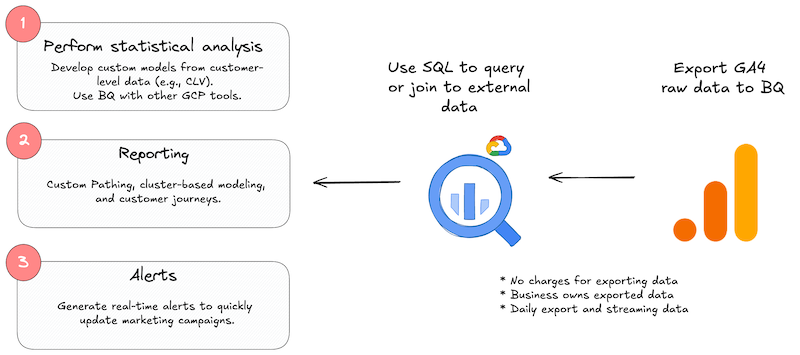 1
Perform statistical analysis
Develop custom models from customer-
level data (e.g., CLV).
Use BQ with other GCP tools.
2
Reporting
Custom Pathing, cluster-based modeling,
and customer journeys.
3
Alerts
Generate real-time alerts to quickly
update marketing campaigns.
Use SQL to query
or join to external
data
Export GA4
raw data to BQ
* No charges for exporting data
* Business owns exported data
* Daily export and streaming data